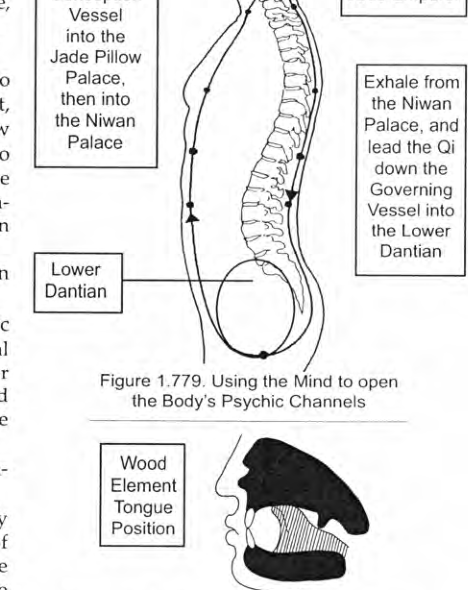 Vessel
into the
Jade Pillow
Palace,
then into
the Niwan
Palace
Exhale from
the Niwan
Palace, and
lead the Qi
down the
Governing
Vessel into
the Lower
Dantian
Lower
Dantian
Figure 1.779. Using the Mind to open
the Body's Psychic Channels
Wood
Element
Tongue
Position